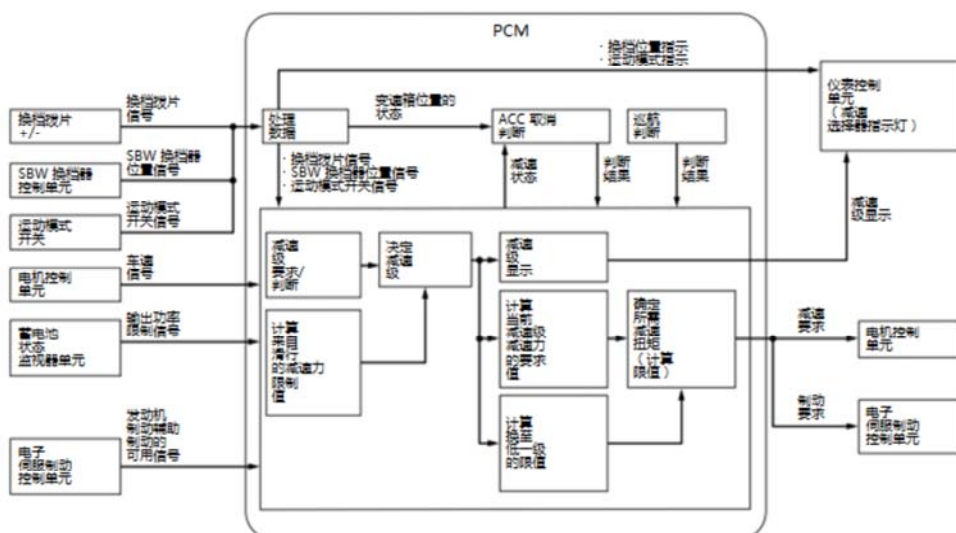 PCM
· 换档位置指示
· 运动模式指示
换档拨片
信号
换档拨片
+/-
SBW 换档器
位置信号
SBW 换档器
控制单元
运动模式
开关信号
运动模式
开关
车速
信号
电机控制
单元
输出功率
限制信号
蓄电池
状态
监视器单元
发动机
制动辅助
制动的
可用信号
电子
伺服制动
控制单元
处理
数据
变速箱位置的
状态
ACC 取消
判断
巡航
判断
· 换档拨片信号
· SBW 换档器位置信号
· 运动模式开关信号
减速
状态
判断
结果
判断
结果
减速
级
要求/
判断
决定
减速
级
减速
级
显示
计算
来自
滑行
的减速力
限制
值
计算
当前
减速级
减速力
的要求
值
确定
所需
减速
扭矩
（计算
限值）
计算
换至
低一级
的限值
仪表控制
单元
（减速
选择器指示灯）
减速
级显示
减速
要求
电机控制
单元
制动
要求
电子
伺服制动
控制单元